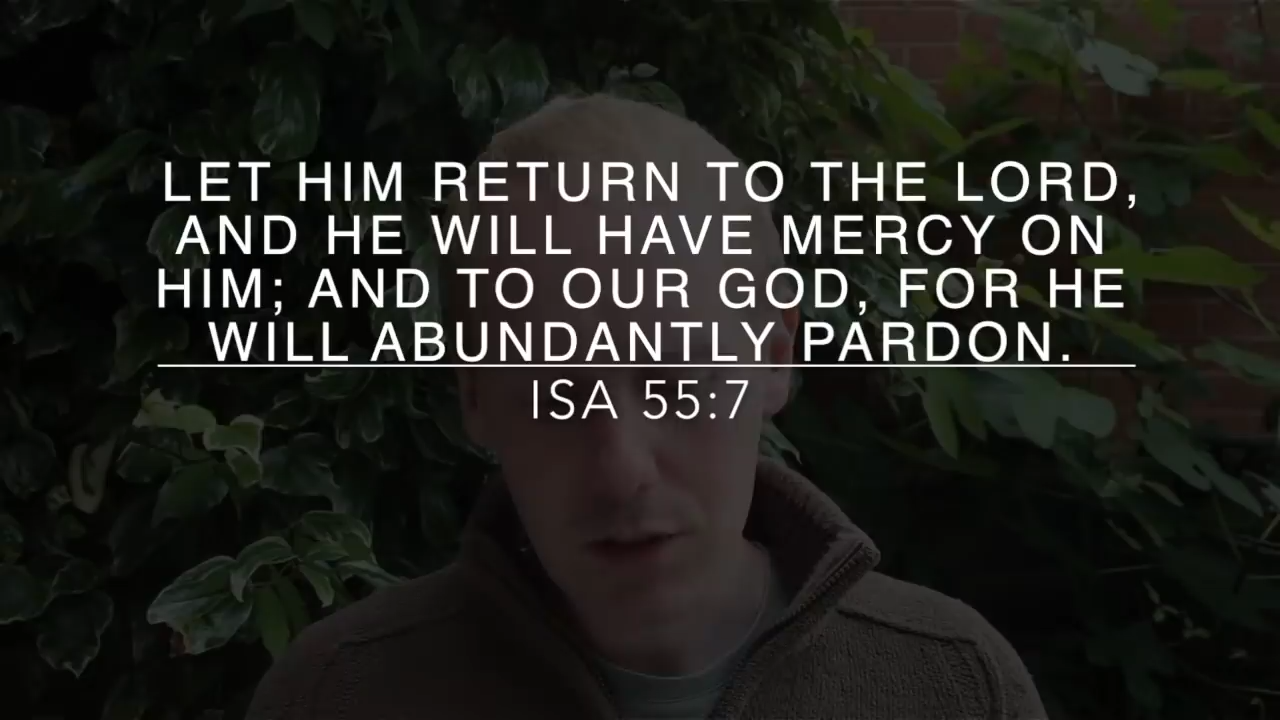 LET HIM RETURN TO THE LORD,
AND HE WILL HAVE MERCY ON
HIM; AND TO OUR GOD, FOR HE
WILL ABUNDANTLY PARDON.
ISA 55:7